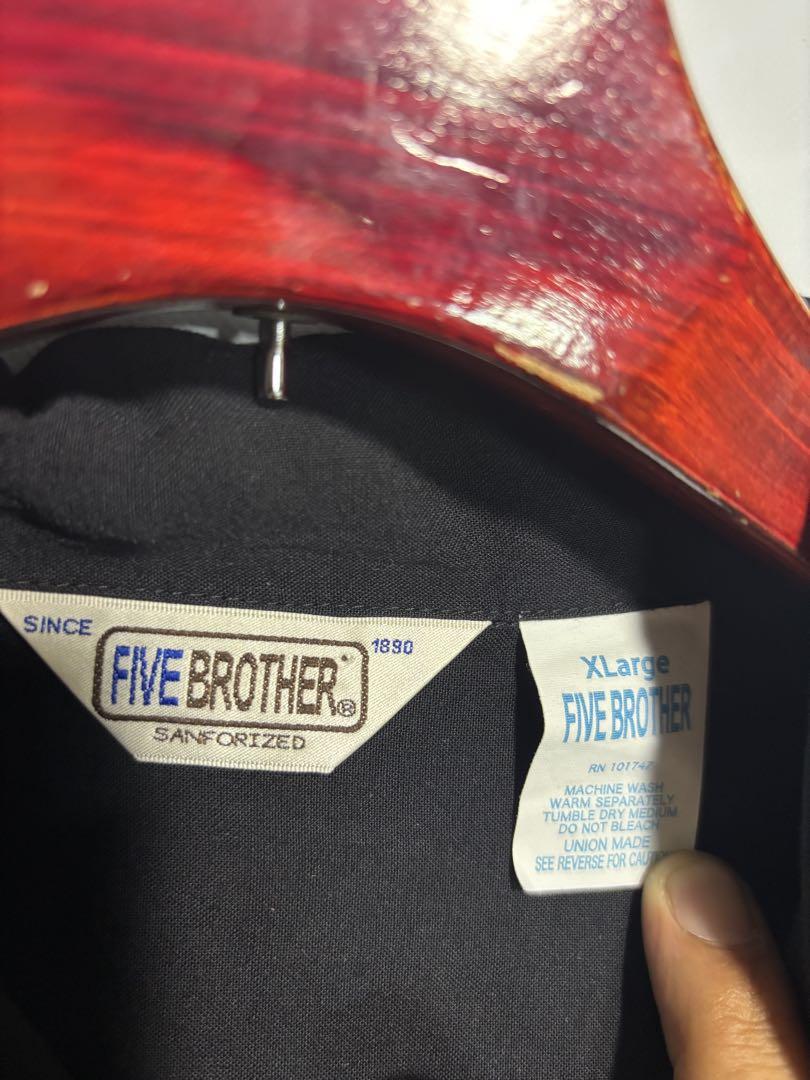 SINCE
1890
FIVE BROTHER®
SANFORIZED
XLarge
FIVE BROTHER
RN 101747
MACHINE WASH
WARM SEPARATELY
TUMBLE DRY MEDIUM
DO NOT BLEACH
UNION MADE
SEE REVERSE FOR